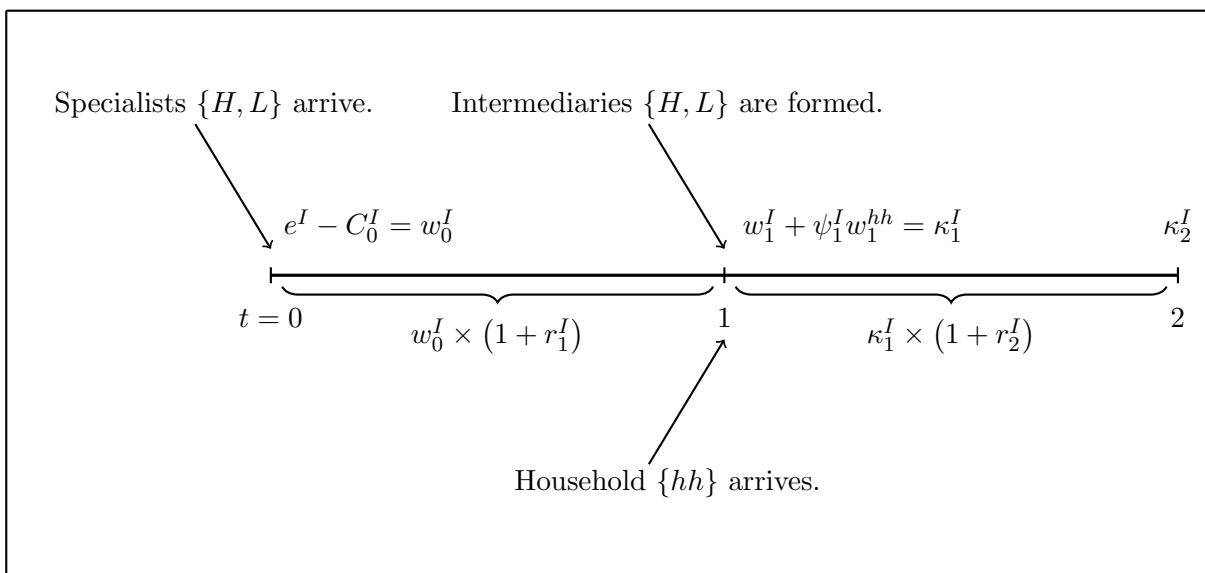 Specialists {H, L} arrive. Intermediaries {H, L} are formed.
e^I − C_0^I = w_0^I w_1^I + ψ_1^I w_1^{hh} = κ_1^I κ_2^I
t = 0 1 2
w_0^I × (1 + r_1^I) κ_1^I × (1 + r_2^I)
Household {hh} arrives.